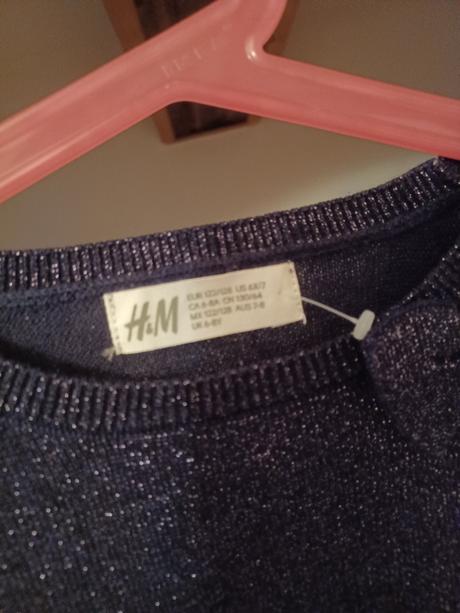 H&M
EUR 122/128 US 6X/7
CA 6-8A CN 130/64
MX 122/128 AUS 7-8
UK 6-8Y